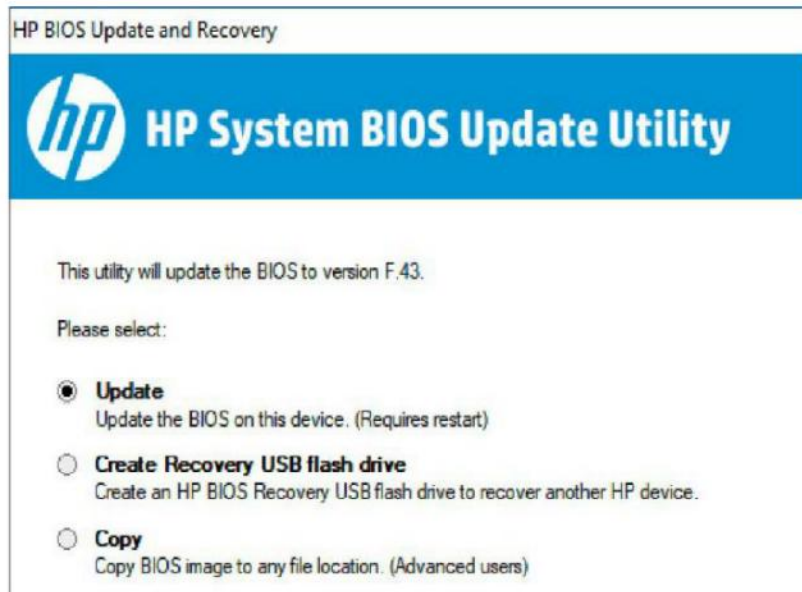 HP BIOS Update and Recovery
hp HP System BIOS Update Utility
This utility will update the BIOS to version F.43.
Please select:
Update
Update the BIOS on this device. (Requires restart)
Create Recovery USB flash drive
Create an HP BIOS Recovery USB flash drive to recover another HP device.
Copy
Copy BIOS image to any file location. (Advanced users)